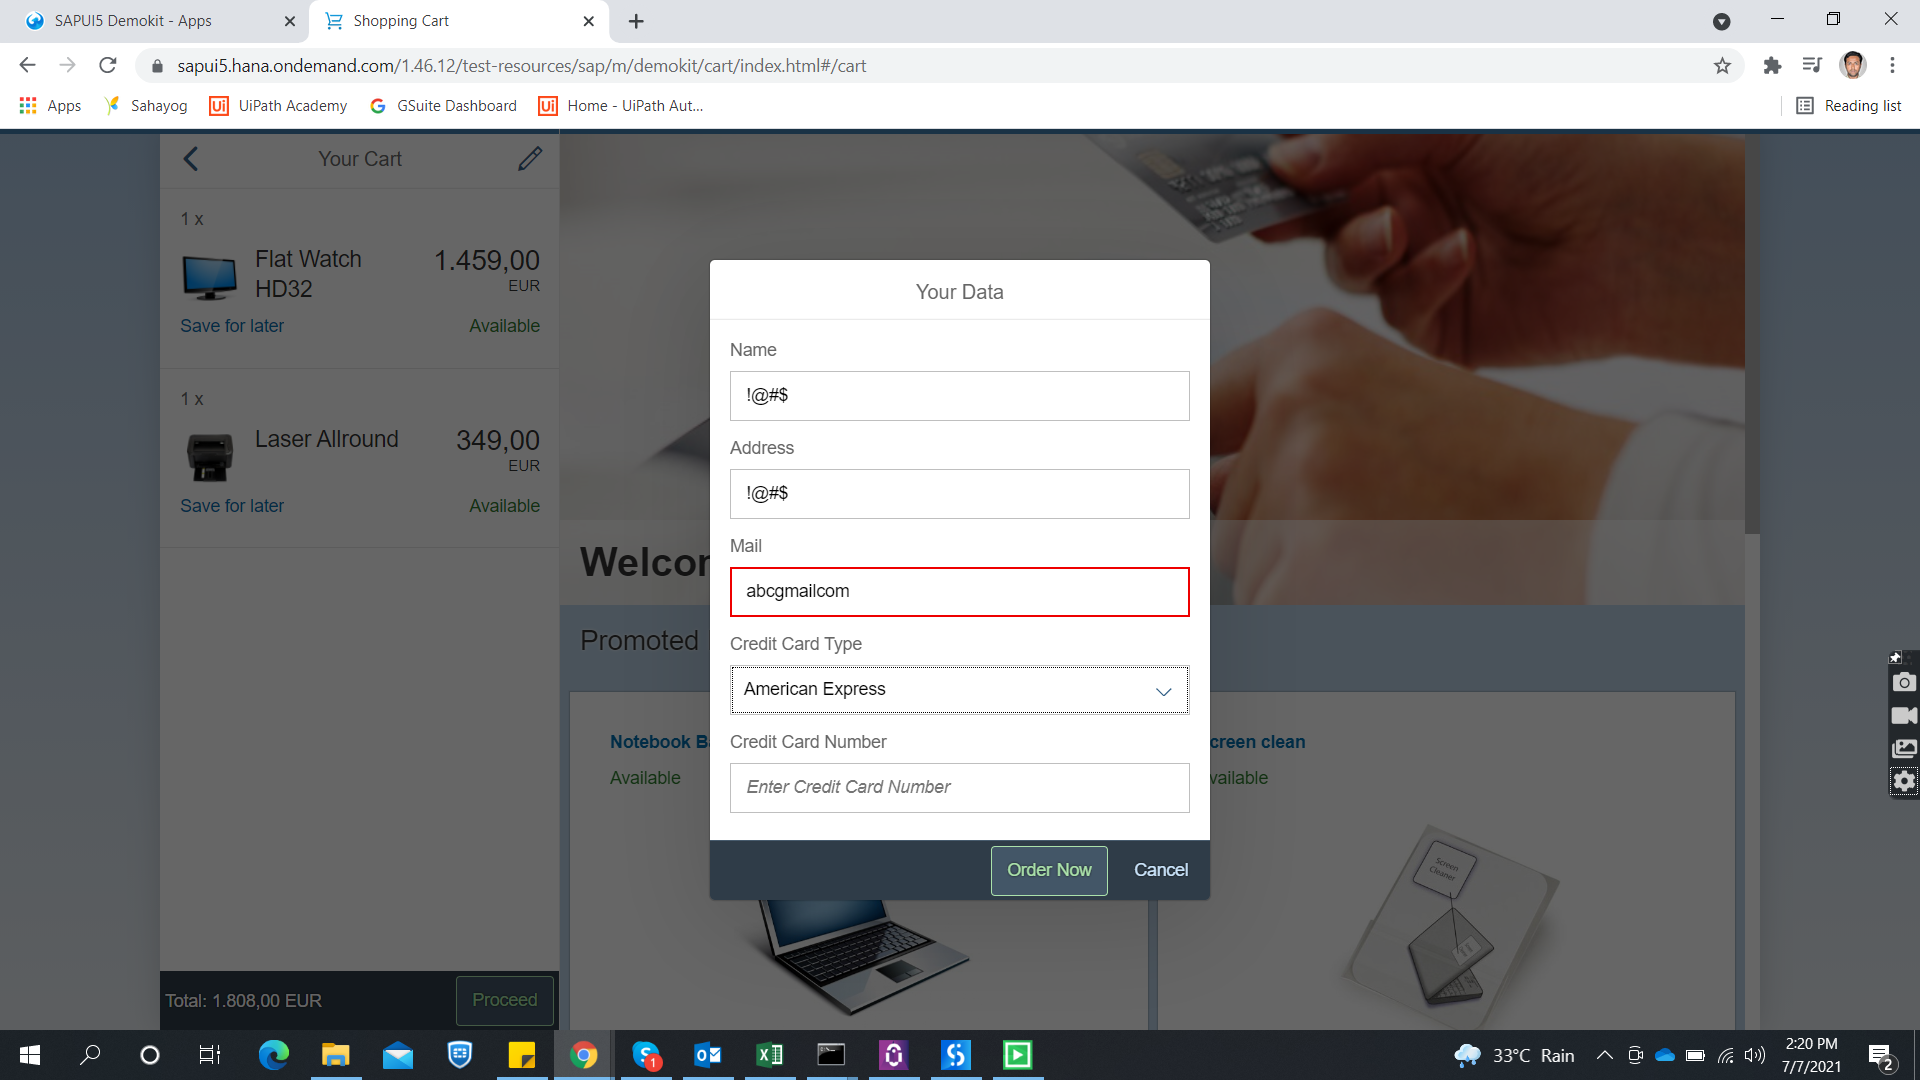 SAPUI5 Demokit - Apps
Shopping Cart
sapui5.hana.ondemand.com/1.46.12/test-resources/sap/m/demokit/cart/index.html#/cart
Apps
Sahayog
UiPath Academy
GSuite Dashboard
Home - UiPath Aut...
Reading list
Your Cart
1 x
Flat Watch HD32
1.459,00
EUR
Save for later
Available
1 x
Laser Allround
349,00
EUR
Save for later
Available
Total: 1.808,00 EUR
Proceed
Welcom
Promoted
Notebook B
Available
creen clean
vailable
Screen
Cleaner
Your Data
Name
!@#$
Address
!@#$
Mail
abcgmailcom
Credit Card Type
American Express
Credit Card Number
Enter Credit Card Number
Order Now
Cancel
1
33°C Rain
2:20 PM
7/7/2021
2